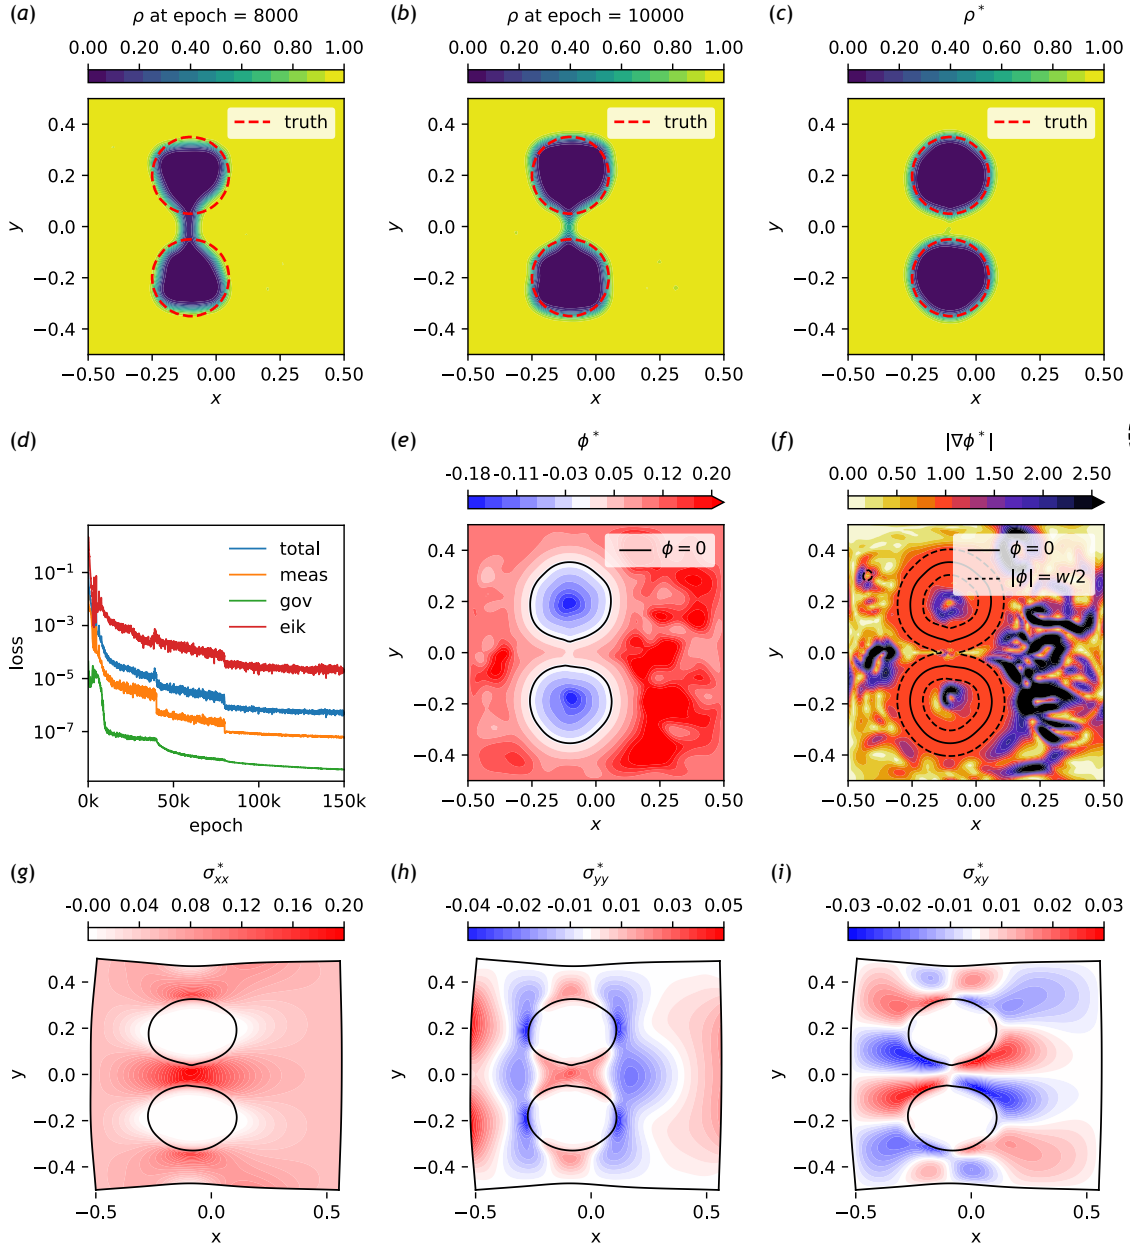 (a) ρ at epoch = 8000
0.00 0.20 0.40 0.60 0.80 1.00
truth
0.4
0.2
0.0
−0.2
−0.4
y
−0.50 −0.25 0.00 0.25 0.50
x
(b) ρ at epoch = 10000
0.00 0.20 0.40 0.60 0.80 1.00
truth
0.4
0.2
0.0
−0.2
−0.4
y
−0.50 −0.25 0.00 0.25 0.50
x
(c) ρ*
0.00 0.20 0.40 0.60 0.80 1.00
truth
0.4
0.2
0.0
−0.2
−0.4
y
−0.50 −0.25 0.00 0.25 0.50
x
(d)
total
meas
gov
eik
10⁻¹
10⁻³
10⁻⁵
10⁻⁷
loss
0k 50k 100k 150k
epoch
(e) ϕ*
-0.18 -0.11 -0.03 0.05 0.12 0.20
ϕ = 0
0.4
0.2
0.0
−0.2
−0.4
y
−0.50 −0.25 0.00 0.25 0.50
x
(f) |∇ϕ*|
0.00 0.50 1.00 1.50 2.00 2.50
ϕ = 0
|ϕ| = w/2
0.4
0.2
0.0
−0.2
−0.4
y
−0.50 −0.25 0.00 0.25 0.50
x
(g) σ*xx
-0.00 0.04 0.08 0.12 0.16 0.20
0.4
0.2
0.0
−0.2
−0.4
y
−0.5 0.0 0.5
x
(h) σ*yy
-0.04 -0.02 -0.01 0.01 0.03 0.05
0.4
0.2
0.0
−0.2
−0.4
y
−0.5 0.0 0.5
x
(i) σ*xy
-0.03 -0.02 -0.01 0.01 0.02 0.03
0.4
0.2
0.0
−0.2
−0.4
y
−0.5 0.0 0.5
x